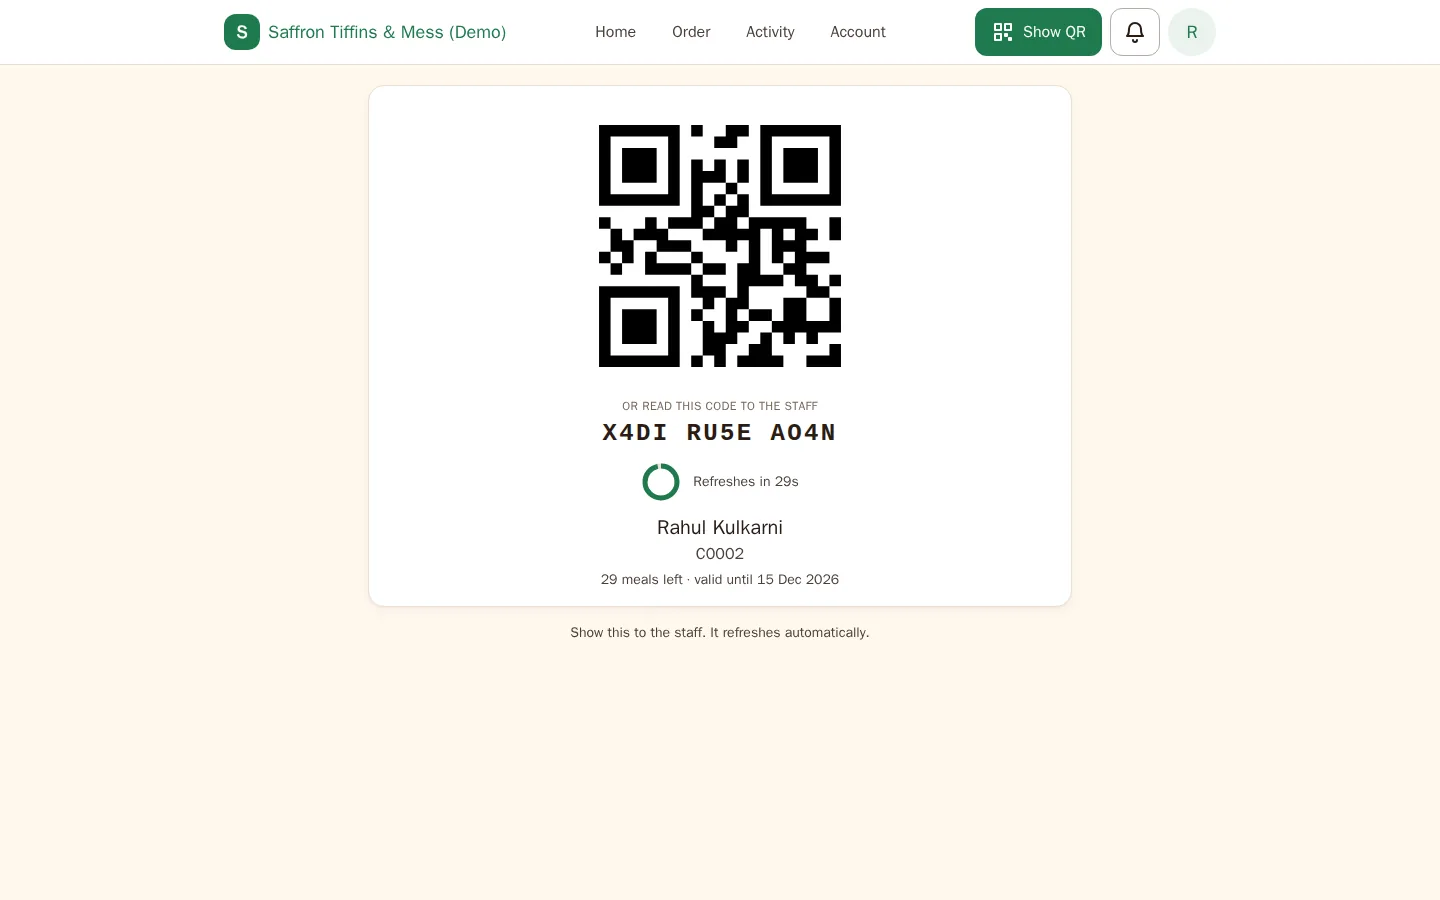 S Saffron Tiffins & Mess (Demo) Home Order Activity Account Show QR R
OR READ THIS CODE TO THE STAFF
X4DI RU5E AO4N
Refreshes in 29s
Rahul Kulkarni
C0002
29 meals left · valid until 15 Dec 2026
Show this to the staff. It refreshes automatically.